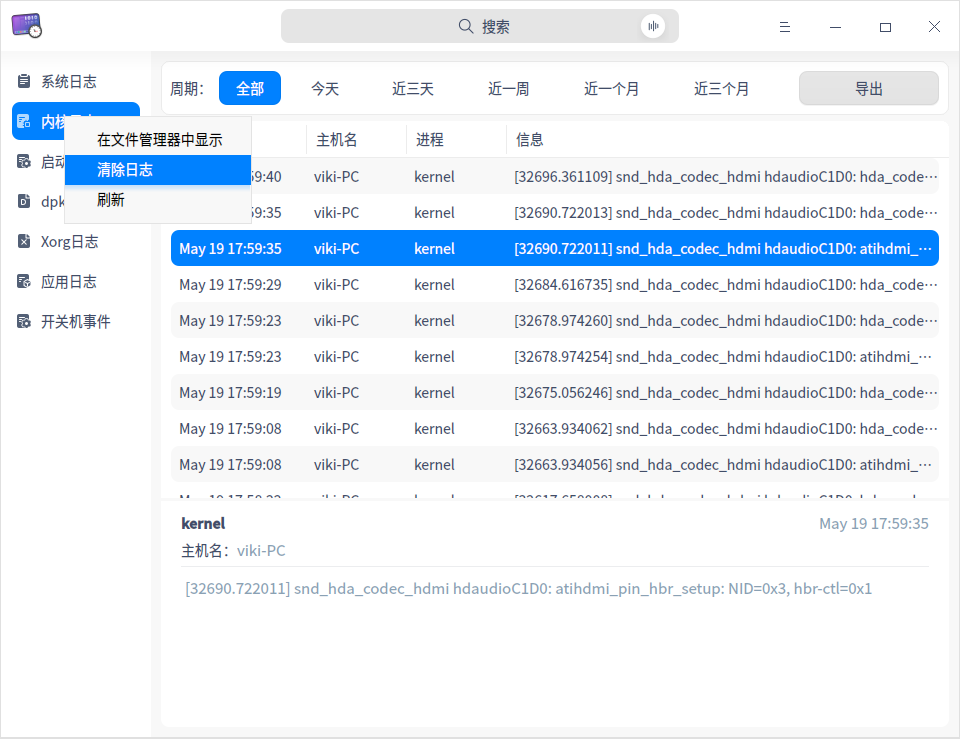 搜索
系统日志
内核
启动
dpk
Xorg日志
应用日志
开关机事件
在文件管理器中显示
清除日志
刷新
周期： 全部 今天 近三天 近一周 近一个月 近三个月 导出
主机名 进程 信息
59:40 viki-PC kernel [32696.361109] snd_hda_codec_hdmi hdaudioC1D0: hda_code···
59:35 viki-PC kernel [32690.722013] snd_hda_codec_hdmi hdaudioC1D0: hda_code···
May 19 17:59:35 viki-PC kernel [32690.722011] snd_hda_codec_hdmi hdaudioC1D0: atihdmi_···
May 19 17:59:29 viki-PC kernel [32684.616735] snd_hda_codec_hdmi hdaudioC1D0: hda_code···
May 19 17:59:23 viki-PC kernel [32678.974260] snd_hda_codec_hdmi hdaudioC1D0: hda_code···
May 19 17:59:23 viki-PC kernel [32678.974254] snd_hda_codec_hdmi hdaudioC1D0: atihdmi_···
May 19 17:59:19 viki-PC kernel [32675.056246] snd_hda_codec_hdmi hdaudioC1D0: hda_code···
May 19 17:59:08 viki-PC kernel [32663.934062] snd_hda_codec_hdmi hdaudioC1D0: hda_code···
May 19 17:59:08 viki-PC kernel [32663.934056] snd_hda_codec_hdmi hdaudioC1D0: atihdmi_···
kernel May 19 17:59:35
主机名： viki-PC
[32690.722011] snd_hda_codec_hdmi hdaudioC1D0: atihdmi_pin_hbr_setup: NID=0x3, hbr-ctl=0x1